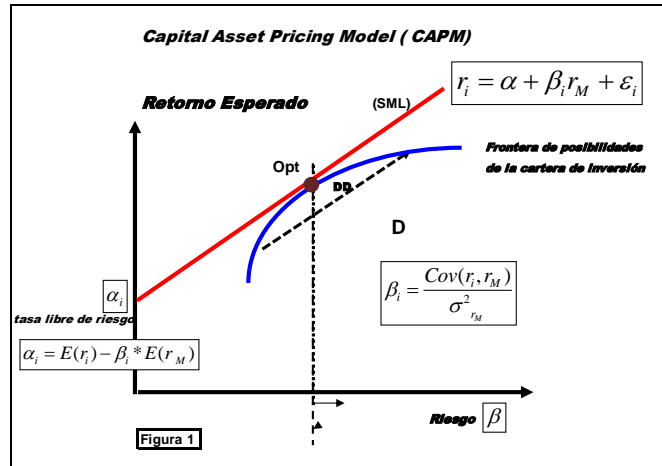 Capital Asset Pricing Model ( CAPM)
r_i = α + β_i r_M + ε_i
(SML)
Retorno Esperado
Frontera de posibilidades
de la cartera de inversión
Opt
DD
D
β_i = Cov(r_i, r_M) / σ²_{r_M}
α_i
tasa libre de riesgo
α_i = E(r_i) − β_i * E(r_M)
Riesgo β
Figura 1